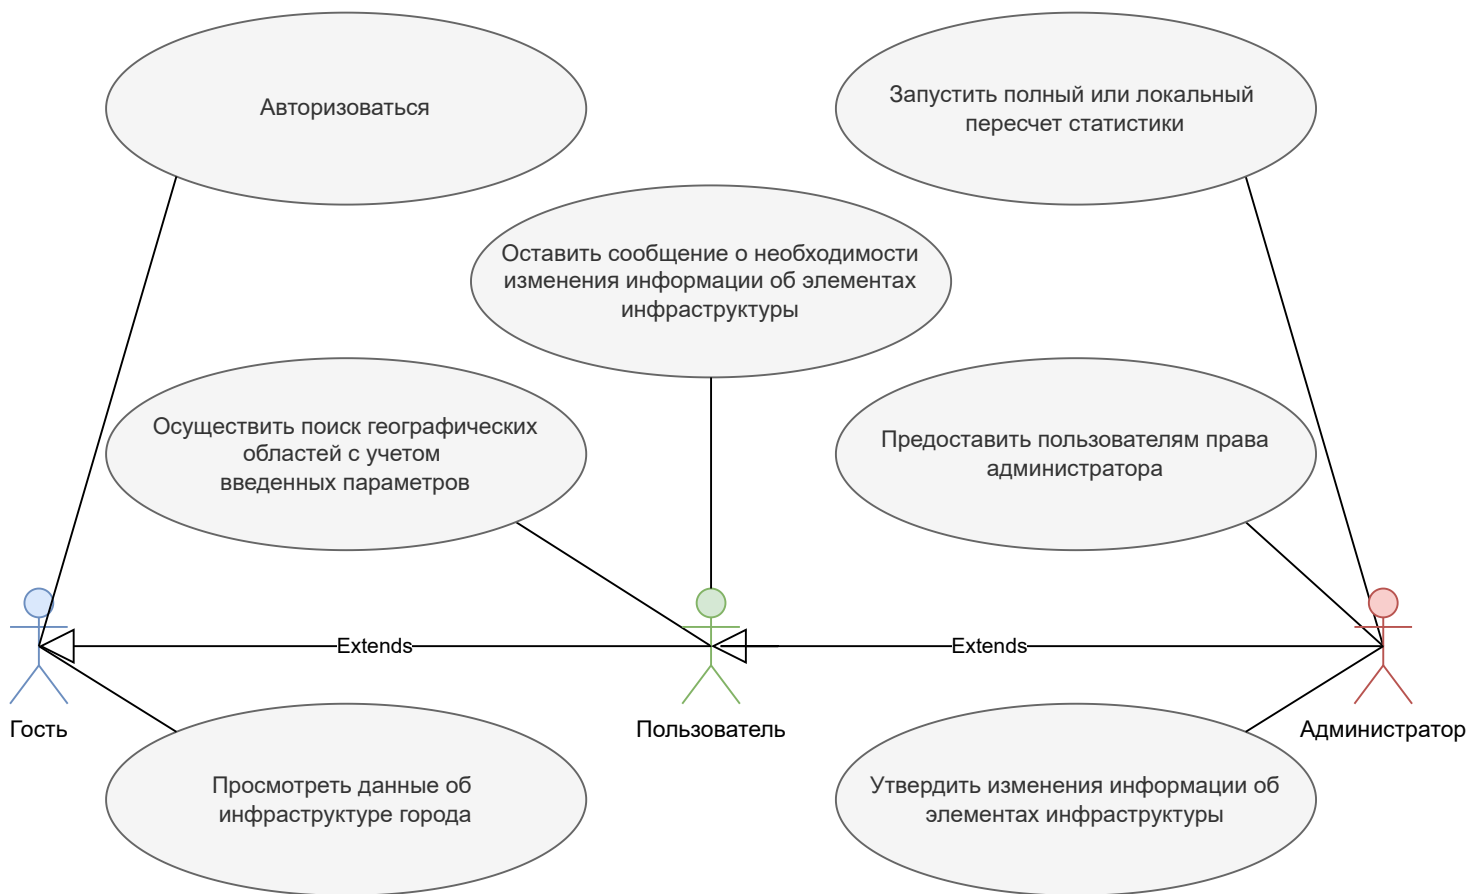 Авторизоваться
Запустить полный или локальный
пересчет статистики
Оставить сообщение о необходимости
изменения информации об элементах
инфраструктуры
Осуществить поиск географических
областей с учетом
введенных параметров
Предоставить пользователям права
администратора
Extends
Extends
Гость
Пользователь
Администратор
Просмотреть данные об
инфраструктуре города
Утвердить изменения информации об
элементах инфраструктуры